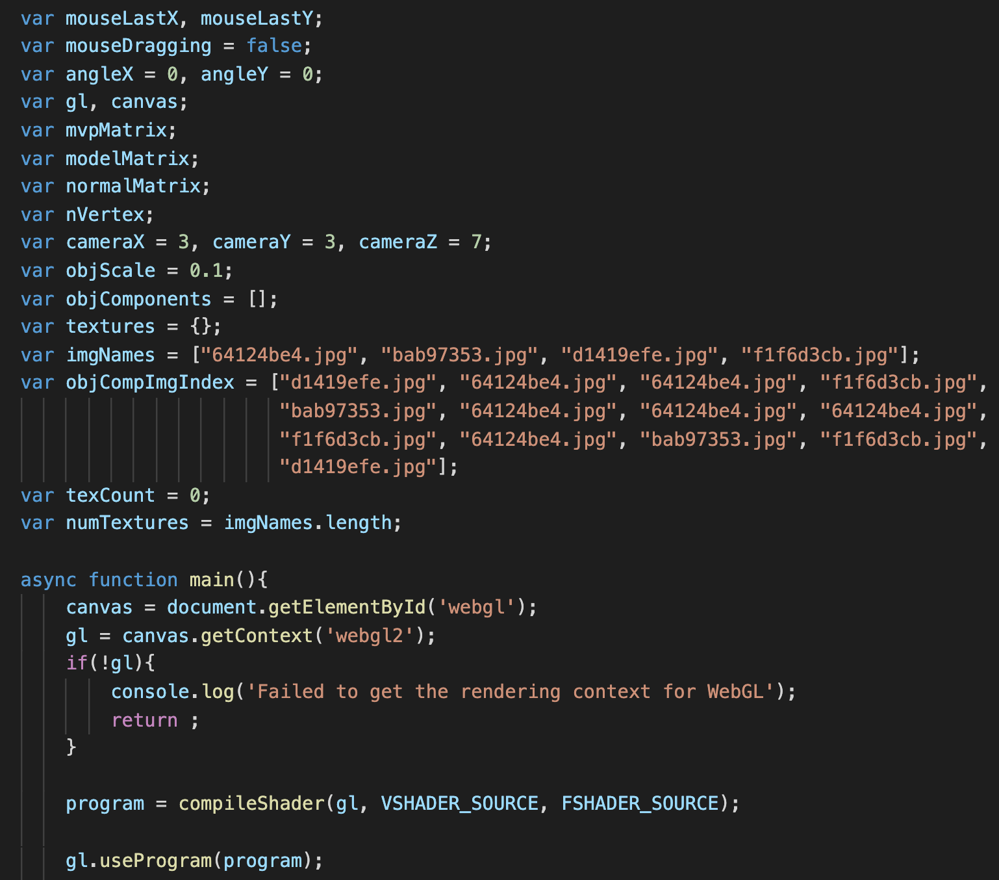 var mouseLastX, mouseLastY;
var mouseDragging = false;
var angleX = 0, angleY = 0;
var gl, canvas;
var mvpMatrix;
var modelMatrix;
var normalMatrix;
var nVertex;
var cameraX = 3, cameraY = 3, cameraZ = 7;
var objScale = 0.1;
var objComponents = [];
var textures = {};
var imgNames = ["64124be4.jpg", "bab97353.jpg", "d1419efe.jpg", "f1f6d3cb.jpg"];
var objCompImgIndex = ["d1419efe.jpg", "64124be4.jpg", "64124be4.jpg", "f1f6d3cb.jpg",
                       "bab97353.jpg", "64124be4.jpg", "64124be4.jpg", "64124be4.jpg",
                       "f1f6d3cb.jpg", "64124be4.jpg", "bab97353.jpg", "f1f6d3cb.jpg",
                       "d1419efe.jpg"];
var texCount = 0;
var numTextures = imgNames.length;

async function main(){
    canvas = document.getElementById('webgl');
    gl = canvas.getContext('webgl2');
    if(!gl){
        console.log('Failed to get the rendering context for WebGL');
        return ;
    }

    program = compileShader(gl, VSHADER_SOURCE, FSHADER_SOURCE);

    gl.useProgram(program);